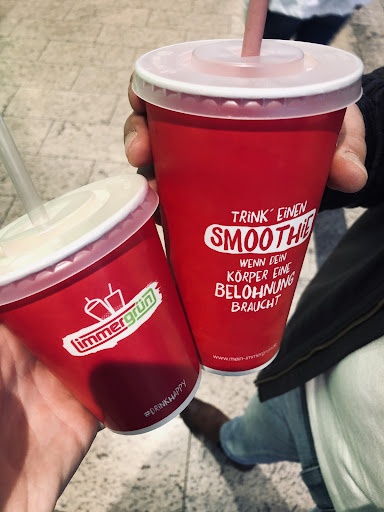 TRINK' EINEN
SMOOTHIE
WENN DEIN
KÖRPER EINE
BELOHNUNG
BRAUCHT
www.mein-immergrün.de
immergrün
#DRINKHAPPY